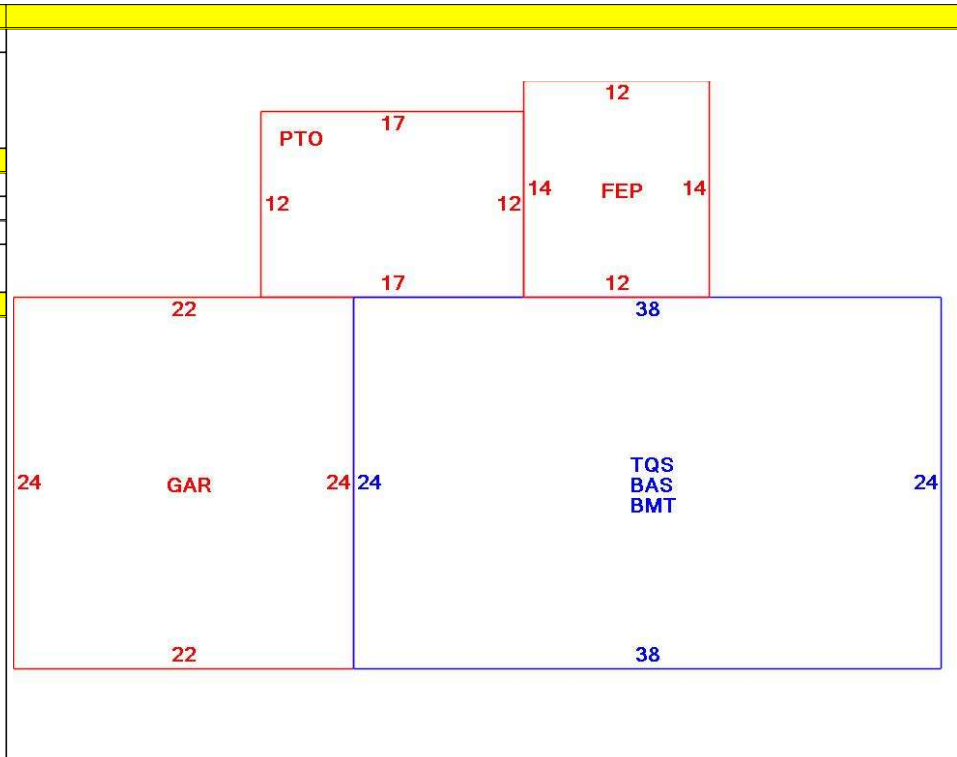 12
17
PTO
14 FEP 14
12 12
17 12
22 38
TQS
24 GAR 24 24 BAS 24
BMT
22 38